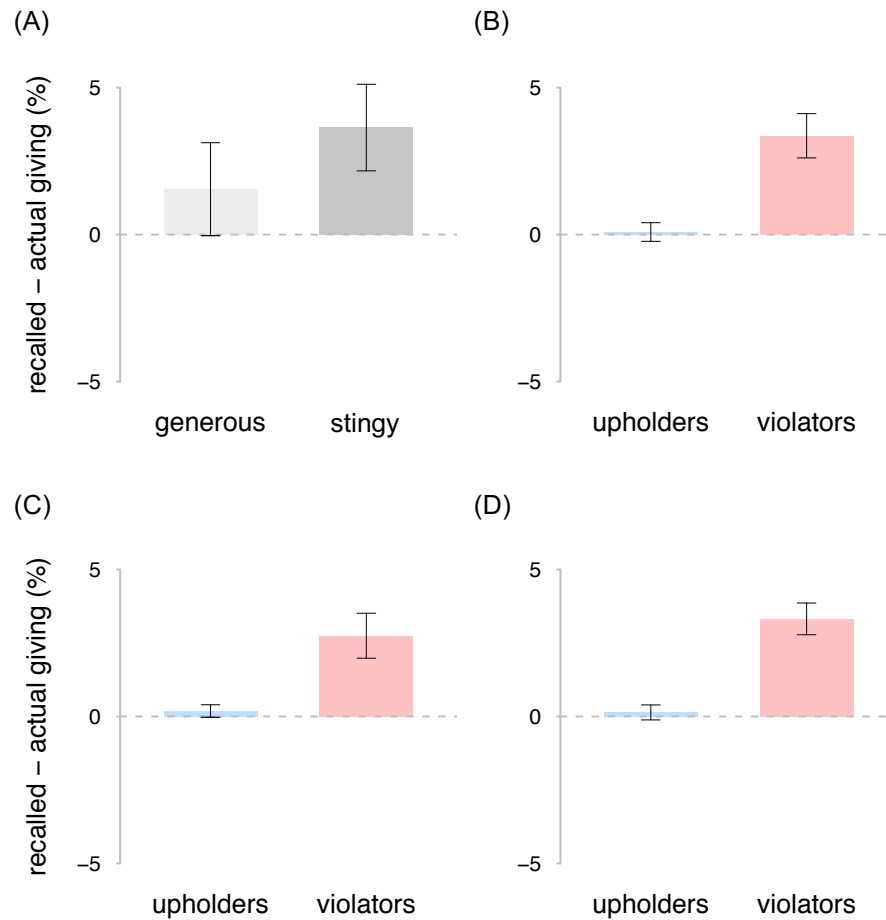 (A)
(B)
recalled − actual giving (%)
5
0
−5
generous
stingy
5
0
−5
upholders
violators
(C)
(D)
recalled − actual giving (%)
5
0
−5
upholders
violators
5
0
−5
upholders
violators